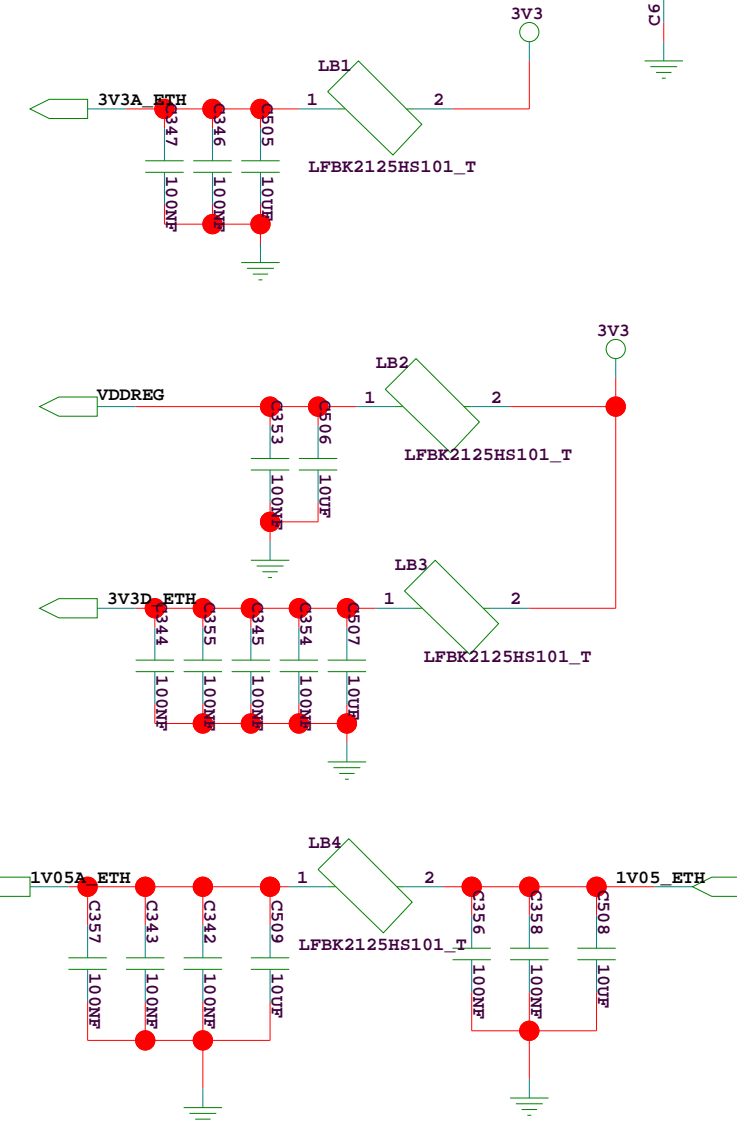 3V3
C6
LB1
3V3A_ETH
1
2
C347
C346
C505
LFBK2125HS101_T
100NF
100NF
10UF
3V3
LB2
VDDREG
1
2
C353
C506
LFBK2125HS101_T
100NF
10UF
LB3
3V3D_ETH
1
2
C344
C355
C345
C354
C507
LFBK2125HS101_T
100NF
100NF
100NF
100NF
10UF
LB4
1V05A_ETH
1
2
1V05_ETH
C357
C343
C342
C509
LFBK2125HS101_T
C356
C358
C508
100NF
100NF
100NF
10UF
100NF
100NF
10UF